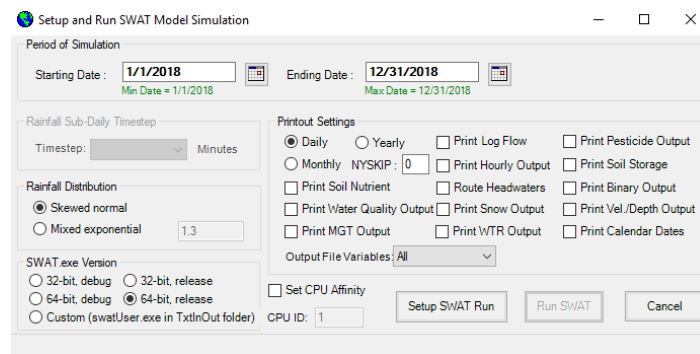 Setup and Run SWAT Model Simulation
Period of Simulation
Starting Date : 1/1/2018 Ending Date : 12/31/2018
Min Date = 1/1/2018 Max Date = 12/31/2018
Rainfall Sub-Daily Timestep
Timestep: Minutes
Rainfall Distribution
Skewed normal
Mixed exponential 1.3
SWAT.exe Version
32-bit, debug 32-bit, release
64-bit, debug 64-bit, release
Custom (swatUser.exe in TxtInOut folder)
Printout Settings
Daily Yearly Print Log Flow Print Pesticide Output
Monthly NYSKIP : 0 Print Hourly Output Print Soil Storage
Print Soil Nutrient Route Headwaters Print Binary Output
Print Water Quality Output Print Snow Output Print Vel./Depth Output
Print MGT Output Print WTR Output Print Calendar Dates
Output File Variables: All
Set CPU Affinity
CPU ID: 1
Setup SWAT Run Run SWAT Cancel